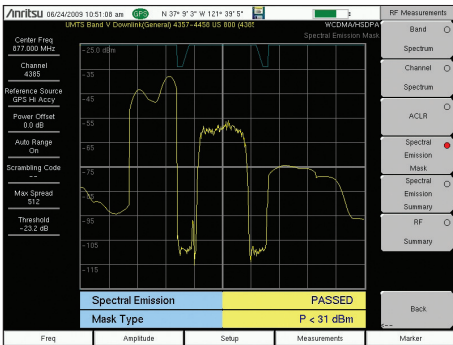 Anritsu 06/24/2009 10:51:08 am GPS N 37° 9' 3" W 121° 39' 5"
RF Measurements
UMTS Band V Downlink(General) 4357-4458 US 800 (4385
WCDMA/HSDPA
Spectral Emission Mask
Center Freq
877.000 MHz
Channel
4385
Reference Source
GPS Hi Accy
Power Offset
0.0 dB
Auto Range
On
Scrambling Code
--
Max Spread
512
Threshold
-23.2 dB
-25.0 dBm
-45
-55
-65
-75
-85
-95
-105
-115
Band
Spectrum
Channel
Spectrum
ACLR
Spectral
Emission
Mask
Spectral
Emission
Summary
RF
Summary
Back
<--
Spectral Emission PASSED
Mask Type P < 31 dBm
Freq Amplitude Setup Measurements Marker